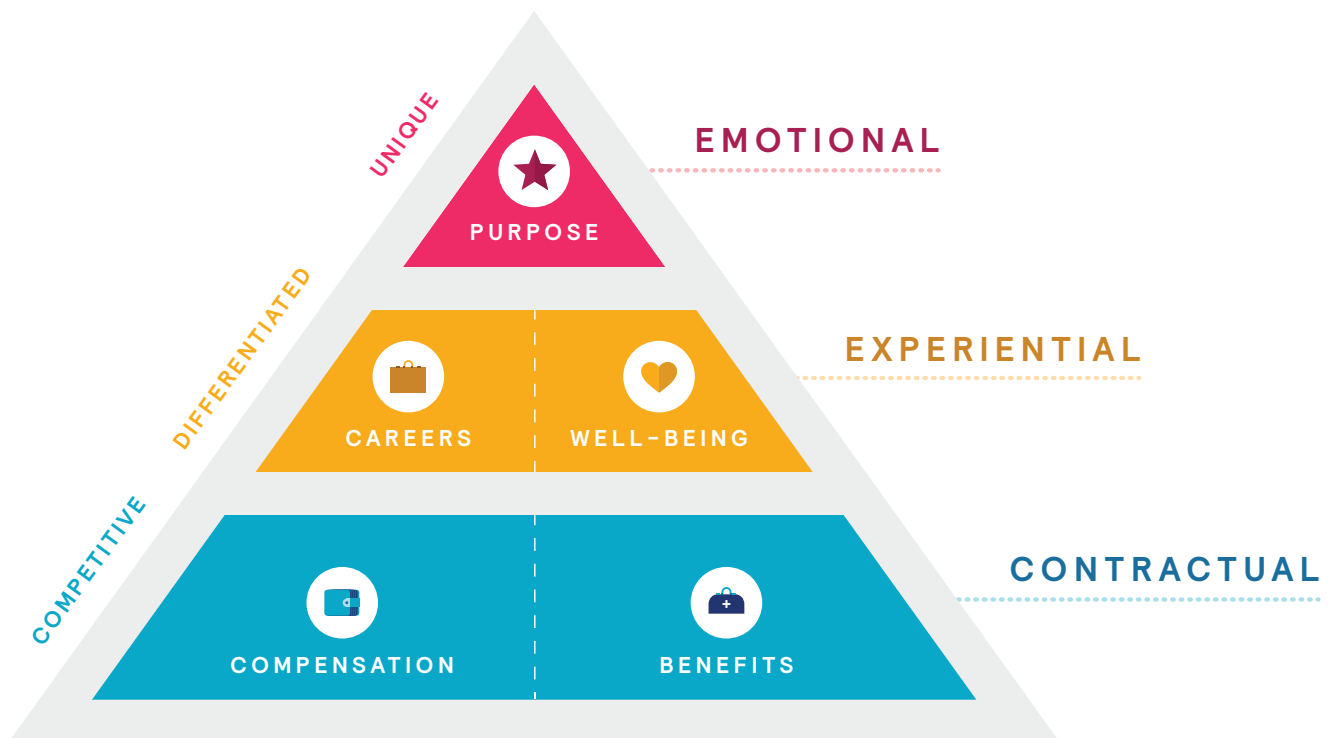 UNIQUE
EMOTIONAL
PURPOSE
DIFFERENTIATED
EXPERIENTIAL
CAREERS
WELL-BEING
COMPETITIVE
CONTRACTUAL
COMPENSATION
BENEFITS